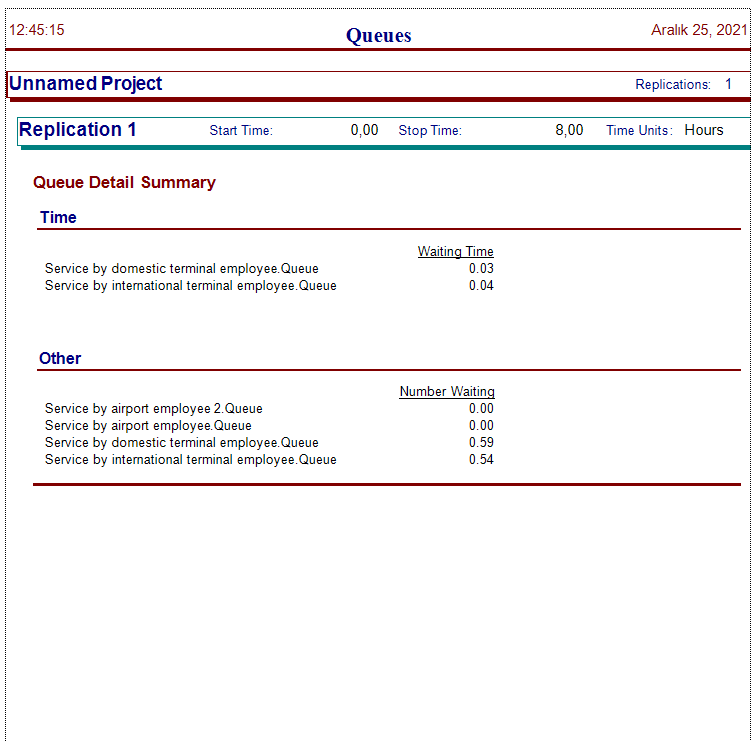 12:45:15 Queues Aralık 25, 2021
Unnamed Project Replications: 1
Replication 1 Start Time: 0,00 Stop Time: 8,00 Time Units: Hours
Queue Detail Summary
Time
Waiting Time
Service by domestic terminal employee.Queue 0.03
Service by international terminal employee.Queue 0.04
Other
Number Waiting
Service by airport employee 2.Queue 0.00
Service by airport employee.Queue 0.00
Service by domestic terminal employee.Queue 0.59
Service by international terminal employee.Queue 0.54